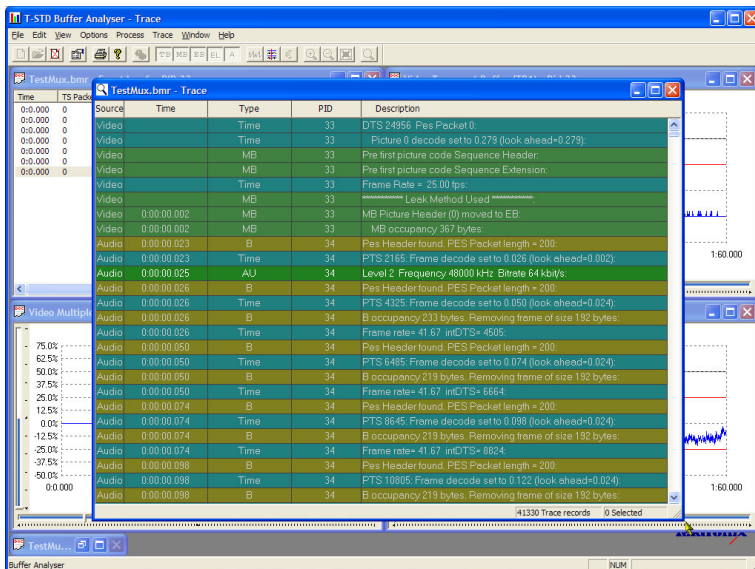 T-STD Buffer Analyser - Trace
File Edit View Options Process Trace Window Help
TB MB EB EL A
TestMux.bmr -
TestMux.bmr - Trace
Time TS Packe
0:0.000 0
0:0.000 0
0:0.000 0
0:0.000 0
0:0.000 0
0:0.000 0
Source Time Type PID Description
Video Time 33 DTS 24956 Pes Packet 0:
Video Time 33 Picture 0 decode set to 0.279 (look ahead=0.279):
Video MB 33 Pre first picture code Sequence Header:
Video MB 33 Pre first picture code Sequence Extension:
Video Time 33 Frame Rate = 25.00 fps:
Video MB 33 Leak Method Used
Video 0:00:00.002 MB 33 MB Picture Header (0) moved to EB:
Video 0:00:00.002 MB 33 MB occupancy 367 bytes:
Audio 0:00:00.023 B 34 Pes Header found. PES Packet length = 200:
Audio 0:00:00.023 Time 34 PTS 2165: Frame decode set to 0.026 (look ahead=0.002):
Audio 0:00:00.025 AU 34 Level 2 Frequency 48000 kHz Bitrate 64 kbit/s:
Audio 0:00:00.026 B 34 Pes Header found. PES Packet length = 200:
Audio 0:00:00.026 Time 34 PTS 4325: Frame decode set to 0.050 (look ahead=0.024):
Audio 0:00:00.026 B 34 B occupancy 233 bytes. Removing frame of size 192 bytes:
Audio 0:00:00.026 Time 34 Frame rate= 41.67 intDTS= 4505:
Audio 0:00:00.050 B 34 Pes Header found. PES Packet length = 200:
Audio 0:00:00.050 Time 34 PTS 6485: Frame decode set to 0.074 (look ahead=0.024):
Audio 0:00:00.050 B 34 B occupancy 219 bytes. Removing frame of size 192 bytes:
Audio 0:00:00.050 Time 34 Frame rate= 41.67 intDTS= 6664:
Audio 0:00:00.074 B 34 Pes Header found. PES Packet length = 200:
Audio 0:00:00.074 Time 34 PTS 8645: Frame decode set to 0.098 (look ahead=0.024):
Audio 0:00:00.074 B 34 B occupancy 219 bytes. Removing frame of size 192 bytes:
Audio 0:00:00.074 Time 34 Frame rate= 41.67 intDTS= 8824:
Audio 0:00:00.098 B 34 Pes Header found. PES Packet length = 200:
Audio 0:00:00.098 Time 34 PTS 10805: Frame decode set to 0.122 (look ahead=0.024):
Audio 0:00:00.098 B 34 B occupancy 219 bytes. Removing frame of size 192 bytes:
41330 Trace records 0 Selected
1:60.000
Video Multiple
75.0%
62.5%
50.0%
37.5%
25.0%
12.5%
0.0%
-12.5%
-25.0%
-37.5%
-50.0%
0:0.000
1:60.000
TestMu...
Buffer Analyser
NUM